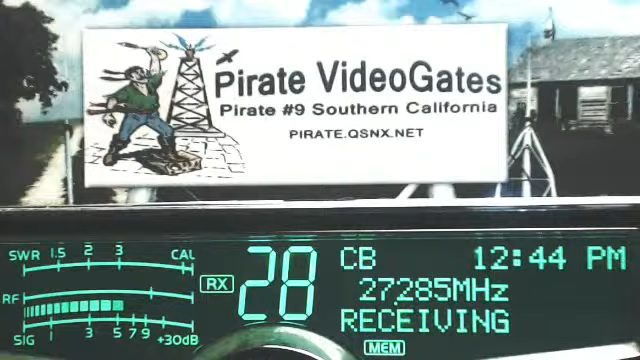 Pirate VideoGates
Pirate #9 Southern California
PIRATE.QSNX.NET
SWR 1.5 2 3 CAL
RF
1 3 5 7 9 +30dB
SIG
RX
28
CB 12:44 PM
27.285MHz
RECEIVING
MEM